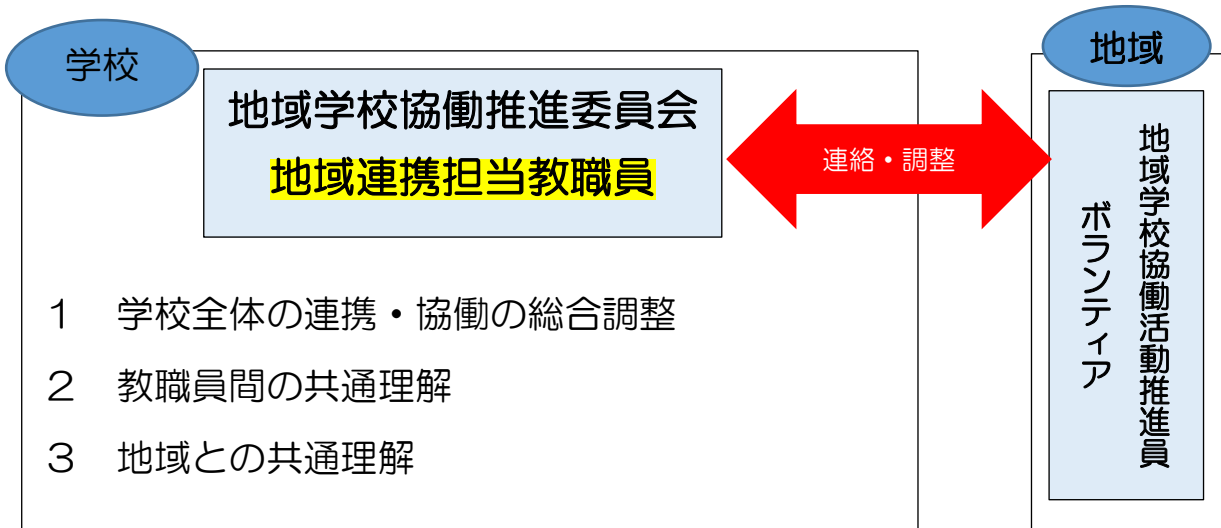 学校
地域学校協働推進委員会
地域連携担当教職員
連絡・調整
地域
地域学校協働活動推進員
ボランティア
１　学校全体の連携・協働の総合調整
２　教職員間の共通理解
３　地域との共通理解